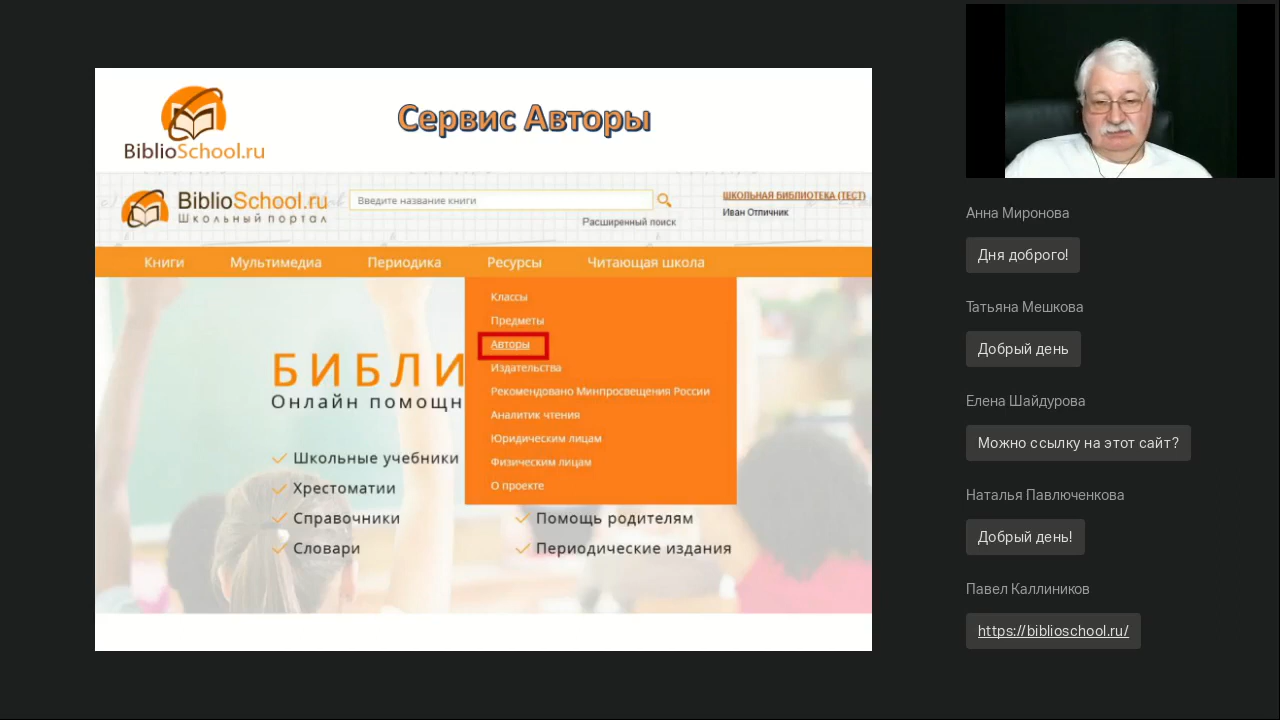 BiblioSchool.ru
Сервис Авторы
BiblioSchool.ru
Школьный портал
Введите название книги
Расширенный поиск
ШКОЛЬНАЯ БИБЛИОТЕКА (ТЕСТ)
Иван Отличник
Книги Мультимедиа Периодика Ресурсы Читающая школа
Классы
Предметы
Авторы
Издательства
Рекомендовано Минпросвещения России
Аналитик чтения
Юридическим лицам
Физическим лицам
О проекте
БИБЛИ
Онлайн помощн
Школьные учебники
Хрестоматии
Справочники
Словари
Помощь родителям
Периодические издания
Анна Миронова
Дня доброго!
Татьяна Мешкова
Добрый день
Елена Шайдурова
Можно ссылку на этот сайт?
Наталья Павлюченкова
Добрый день!
Павел Каллиников
https://biblioschool.ru/